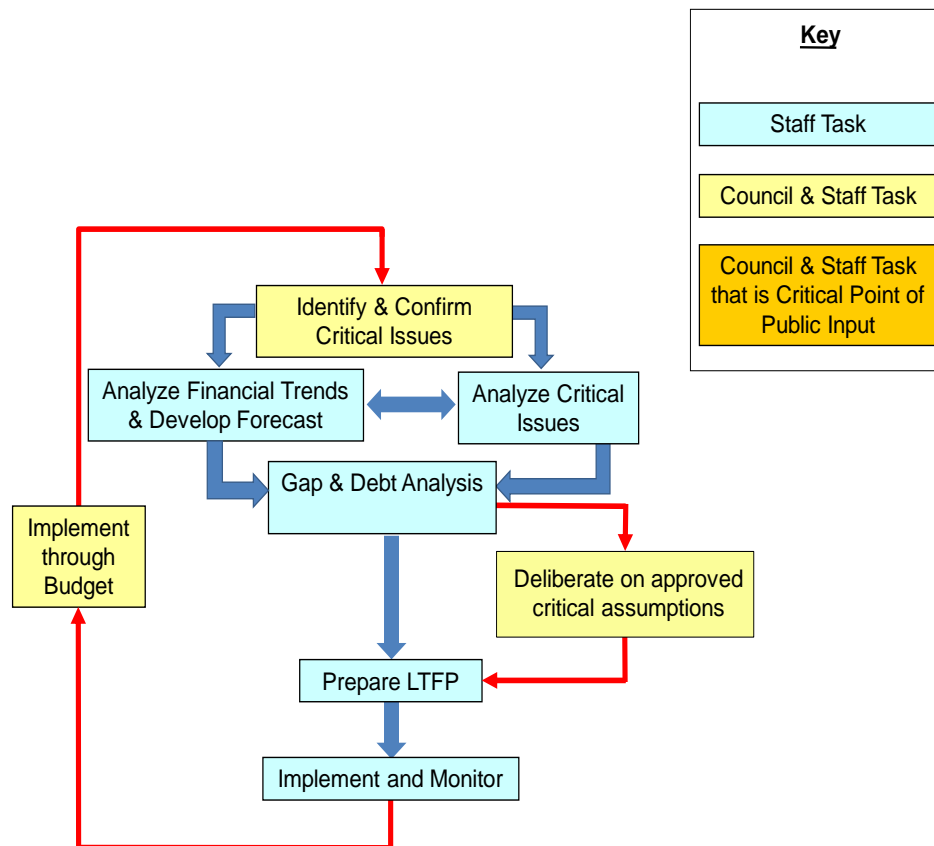 Key
Staff Task
Council & Staff Task
Council & Staff Task
that is Critical Point of
Public Input
Identify & Confirm
Critical Issues
Analyze Financial Trends
& Develop Forecast
Analyze Critical
Issues
Gap & Debt Analysis
Implement
through
Budget
Deliberate on approved
critical assumptions
Prepare LTFP
Implement and Monitor